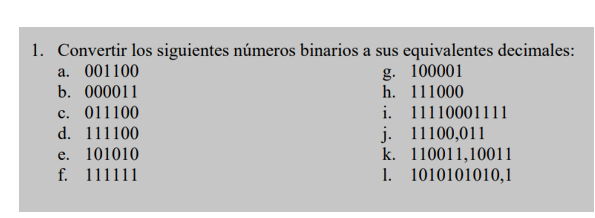 1. Convertir los siguientes números binarios a sus equivalentes decimales:
a. 001100
b. 000011
c. 011100
d. 111100
e. 101010
f. 111111
g. 100001
h. 111000
i. 11110001111
j. 11100,011
k. 110011,10011
l. 1010101010,1